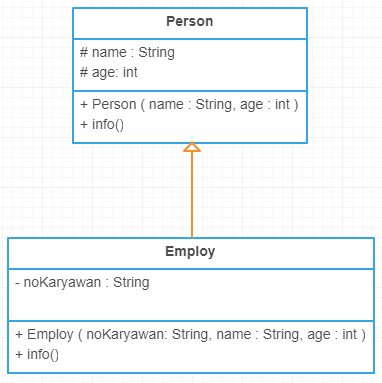 Person
# name : String
# age: int
+ Person ( name : String, age : int )
+ info()
Employ
- noKaryawan : String
+ Employ ( noKaryawan: String, name : String, age : int )
+ info()